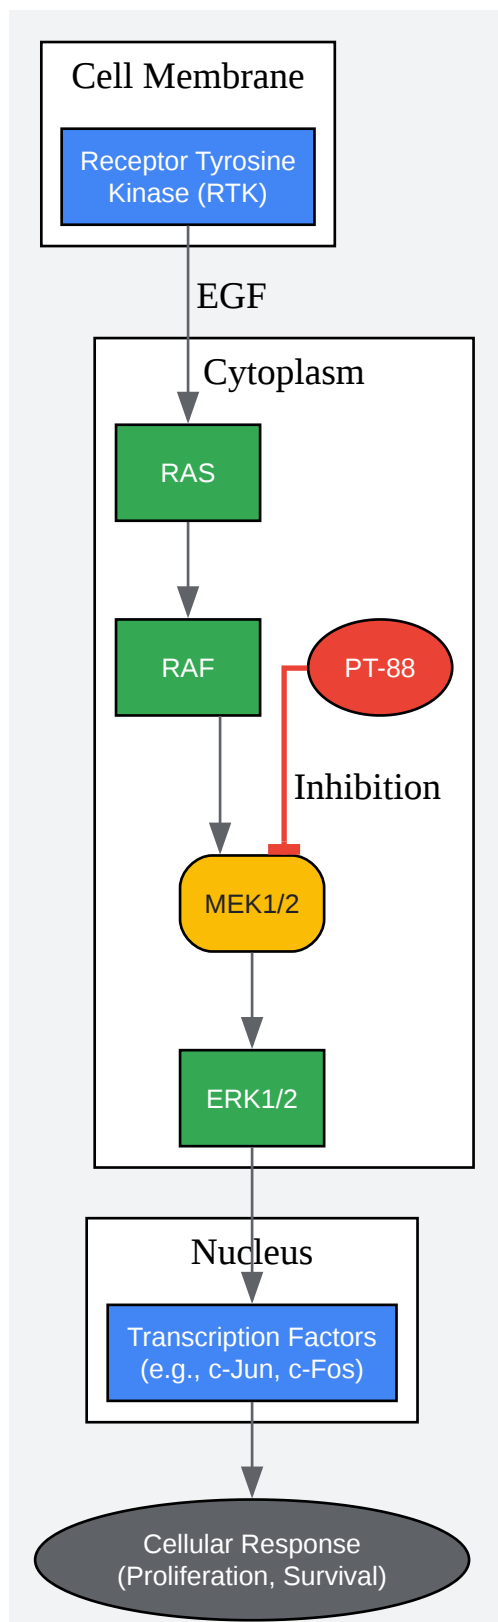 Cell Membrane
Receptor Tyrosine
Kinase (RTK)
EGF
Cytoplasm
RAS
RAF
PT-88
Inhibition
MEK1/2
ERK1/2
Nucleus
Transcription Factors
(e.g., c-Jun, c-Fos)
Cellular Response
(Proliferation, Survival)